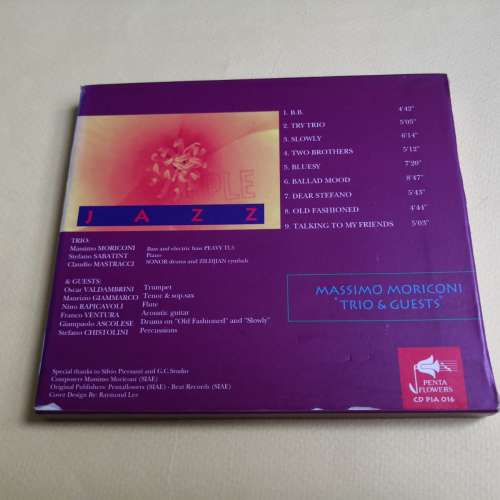 PURPLE
JAZZ
1. B.B. 4'42"
2. TRY TRIO 5'05"
3. SLOWLY 6'14"
4. TWO BROTHERS 5'12"
5. BLUESY 7'20"
6. BALLAD MOOD 8'47"
7. DEAR STEFANO 5'45"
8. OLD FASHIONED 4'44"
9. TALKING TO MY FRIENDS 5'03"
TRIO:
Massimo MORICONI Bass and electric bass PEAVY TL5
Stefano SABATINI Piano
Claudio MASTRACCI SONOR drums and ZILDJIAN cymbals
& GUESTS:
Oscar VALDAMBRINI Trumpet
Maurizio GIAMMARCO Tenor & sop.sax
Nino RAPICAVOLI Flute
Franco VENTURA Acoustic guitar
Giampaolo ASCOLESE Drums on "Old Fashioned" and "Slowly"
Stefano CHISTOLINI Percussions
MASSIMO MORICONI
"TRIO & GUESTS"
Special thanks to Silvio Piersanti and G.C.Studio
Composer: Massimo Moriconi (SIAE)
Original Publishers: Pentaflowers (SIAE) - Beat Records (SIAE)
Cover Design By: Raymond Lee
PENTA
FLOWERS
CD PIA 016